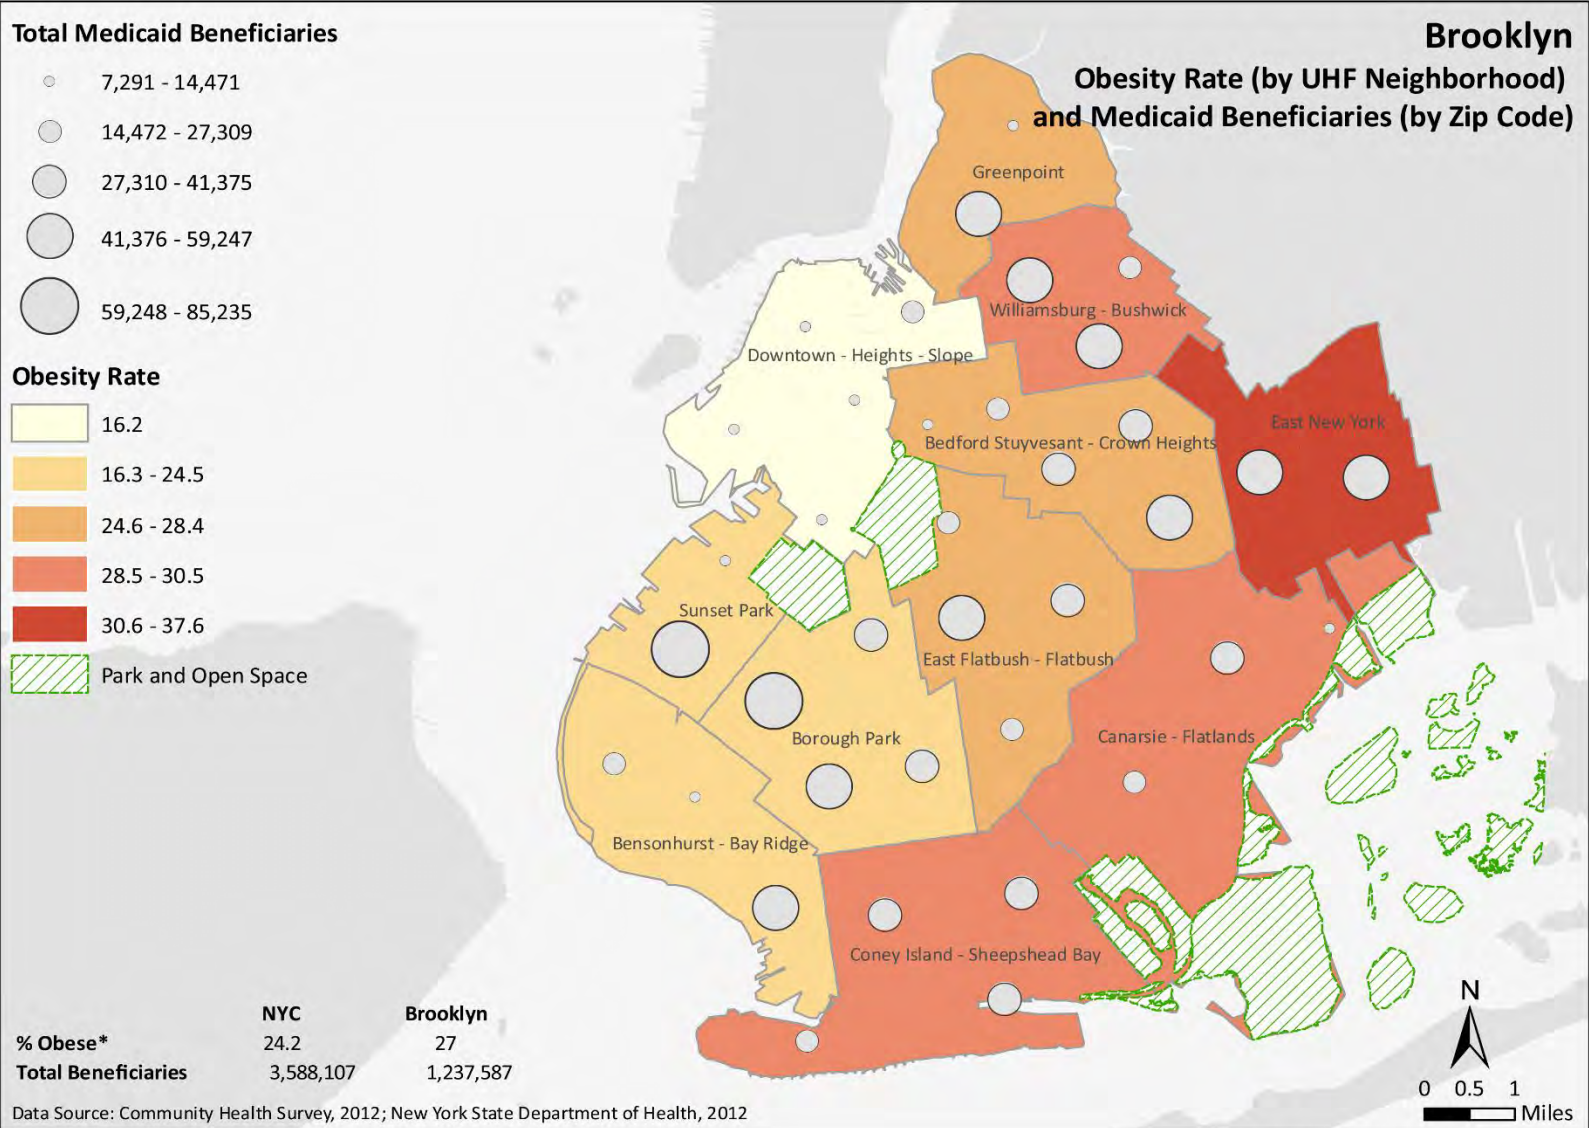 Brooklyn
Obesity Rate (by UHF Neighborhood)
and Medicaid Beneficiaries (by Zip Code)
Total Medicaid Beneficiaries
7,291 - 14,471
14,472 - 27,309
27,310 - 41,375
41,376 - 59,247
59,248 - 85,235
Obesity Rate
16.2
16.3 - 24.5
24.6 - 28.4
28.5 - 30.5
30.6 - 37.6
Park and Open Space
Greenpoint
Williamsburg - Bushwick
Downtown - Heights - Slope
East New York
Bedford Stuyvesant - Crown Heights
Sunset Park
East Flatbush - Flatbush
Borough Park
Canarsie - Flatlands
Bensonhurst - Bay Ridge
Coney Island - Sheepshead Bay
NYC Brooklyn
% Obese* 24.2 27
Total Beneficiaries 3,588,107 1,237,587
Data Source: Community Health Survey, 2012; New York State Department of Health, 2012
N
0 0.5 1
Miles